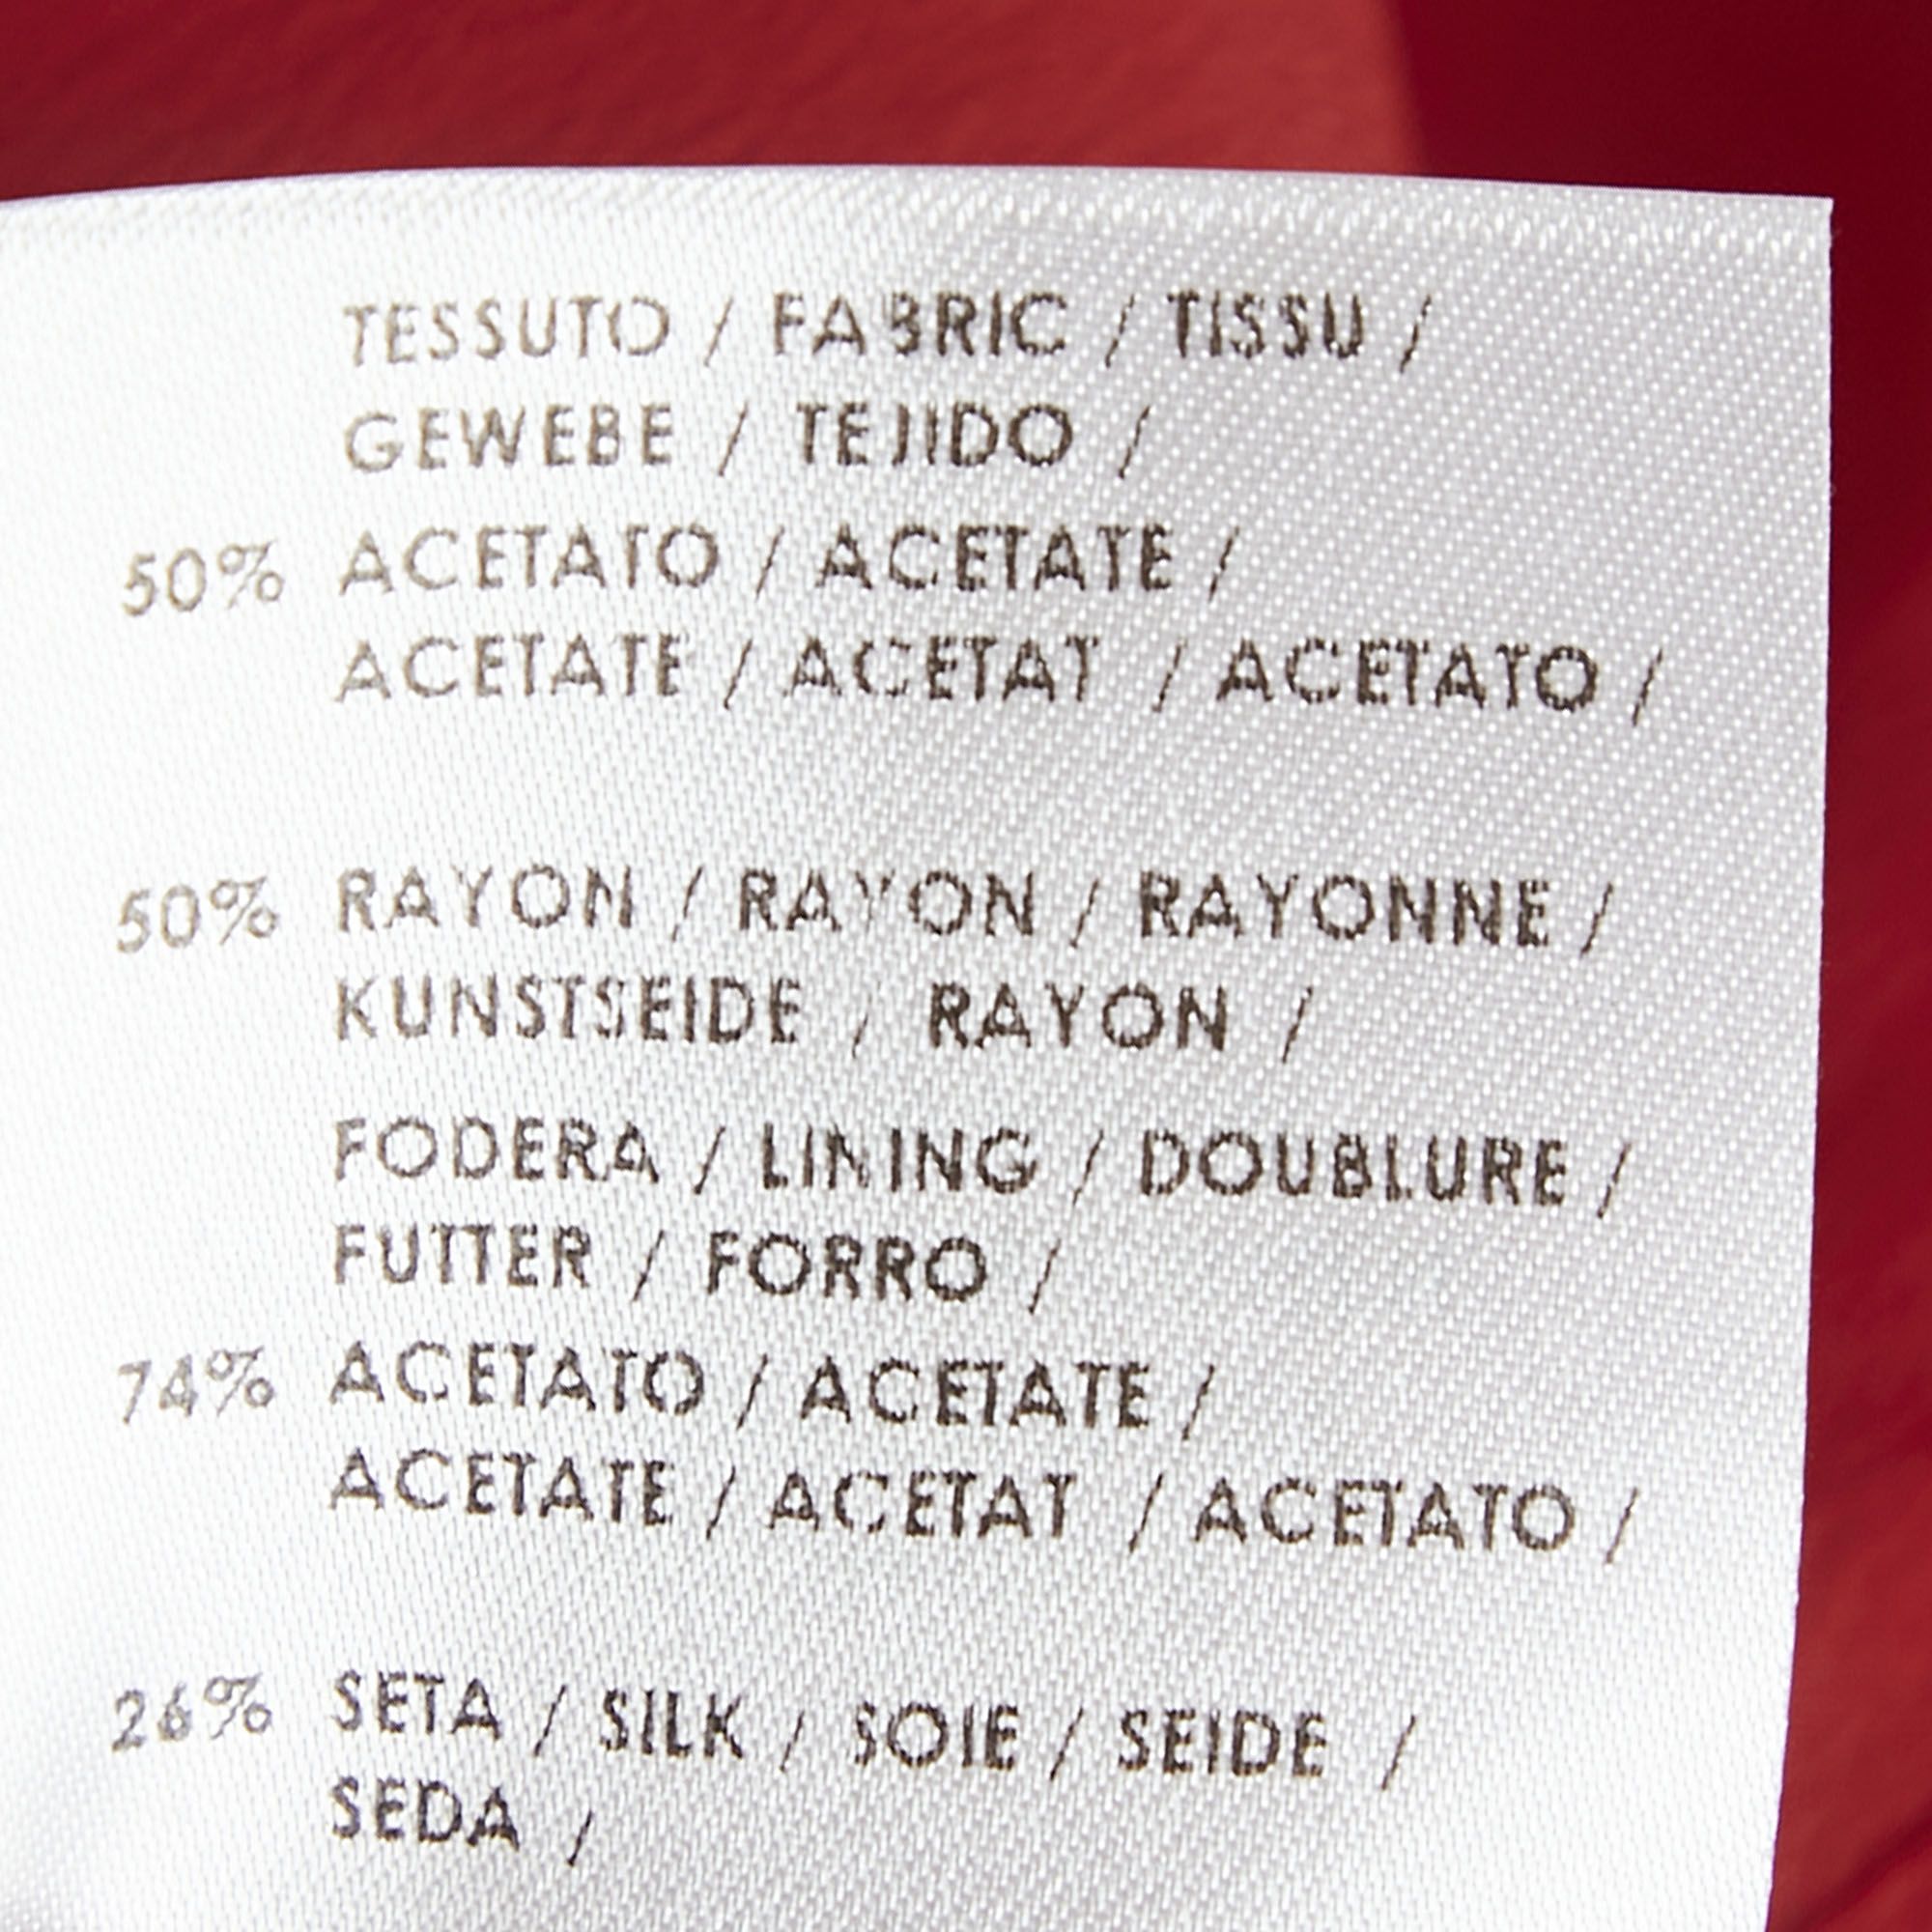 TESSUTO / FABRIC / TISSU /
GEWEBE / TEJIDO /
50% ACETATO / ACETATE /
ACETATE / ACETAT / ACETATO /
50% RAYON / RAYON / RAYONNE /
KUNSTSEIDE / RAYON /
FODERA / LINING / DOUBLURE /
FUTTER / FORRO /
74% ACETATO / ACETATE /
ACETATE / ACETAT / ACETATO /
26% SETA / SILK / SOIE / SEIDE /
SEDA /